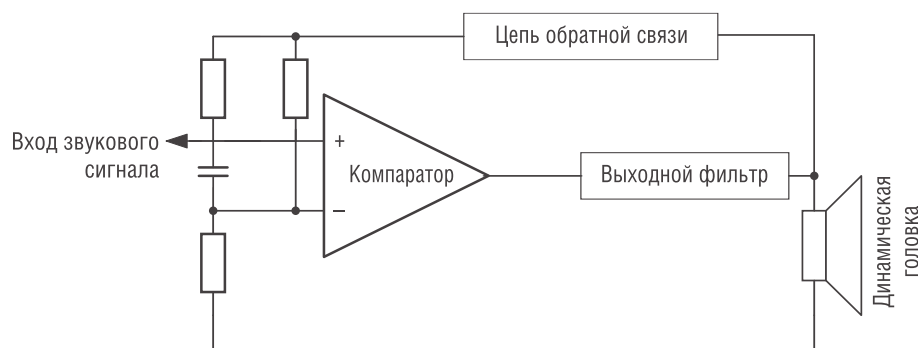 Цепь обратной связи
Вход звукового
сигнала
+
Компаратор
−
Выходной фильтр
Динамическая
головка